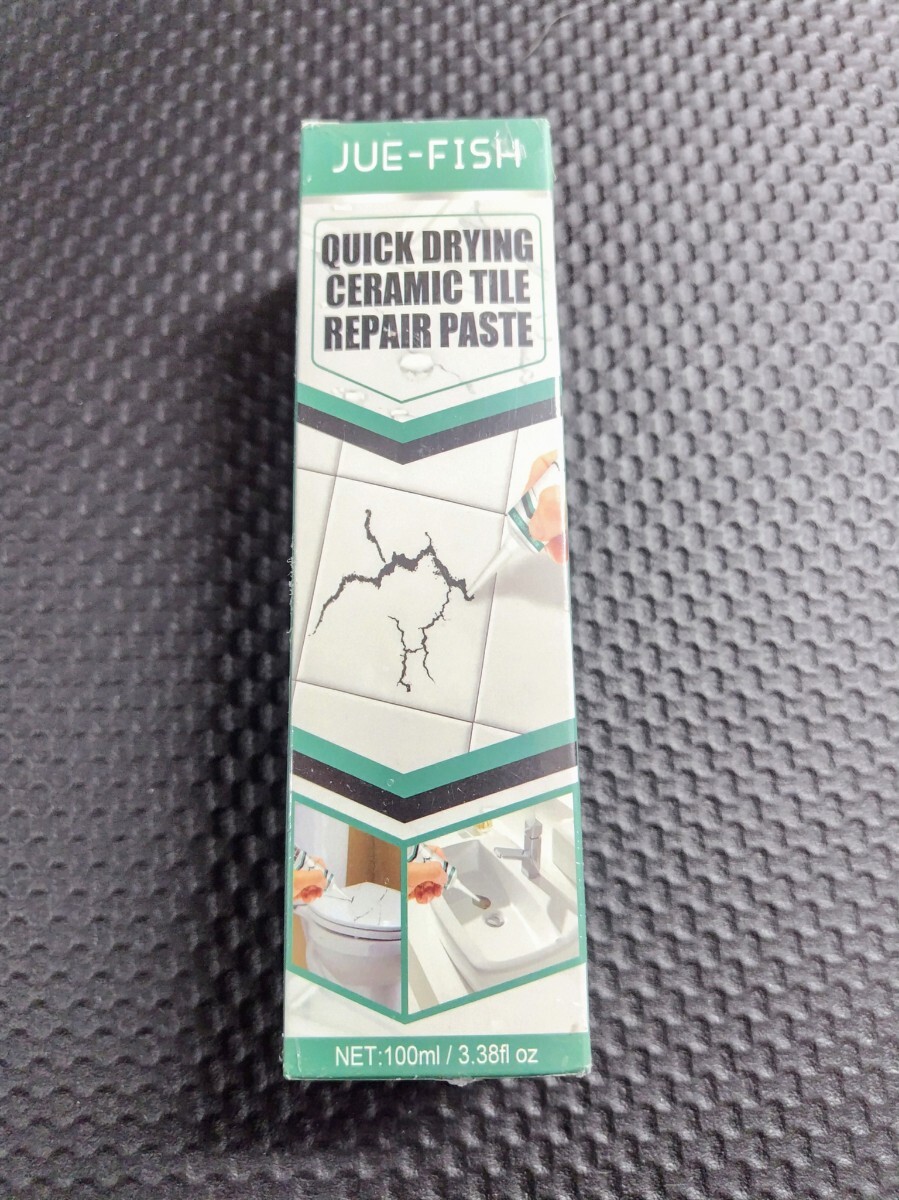 JUE-FISH
QUICK DRYING
CERAMIC TILE
REPAIR PASTE
NET:100ml / 3.38fl oz